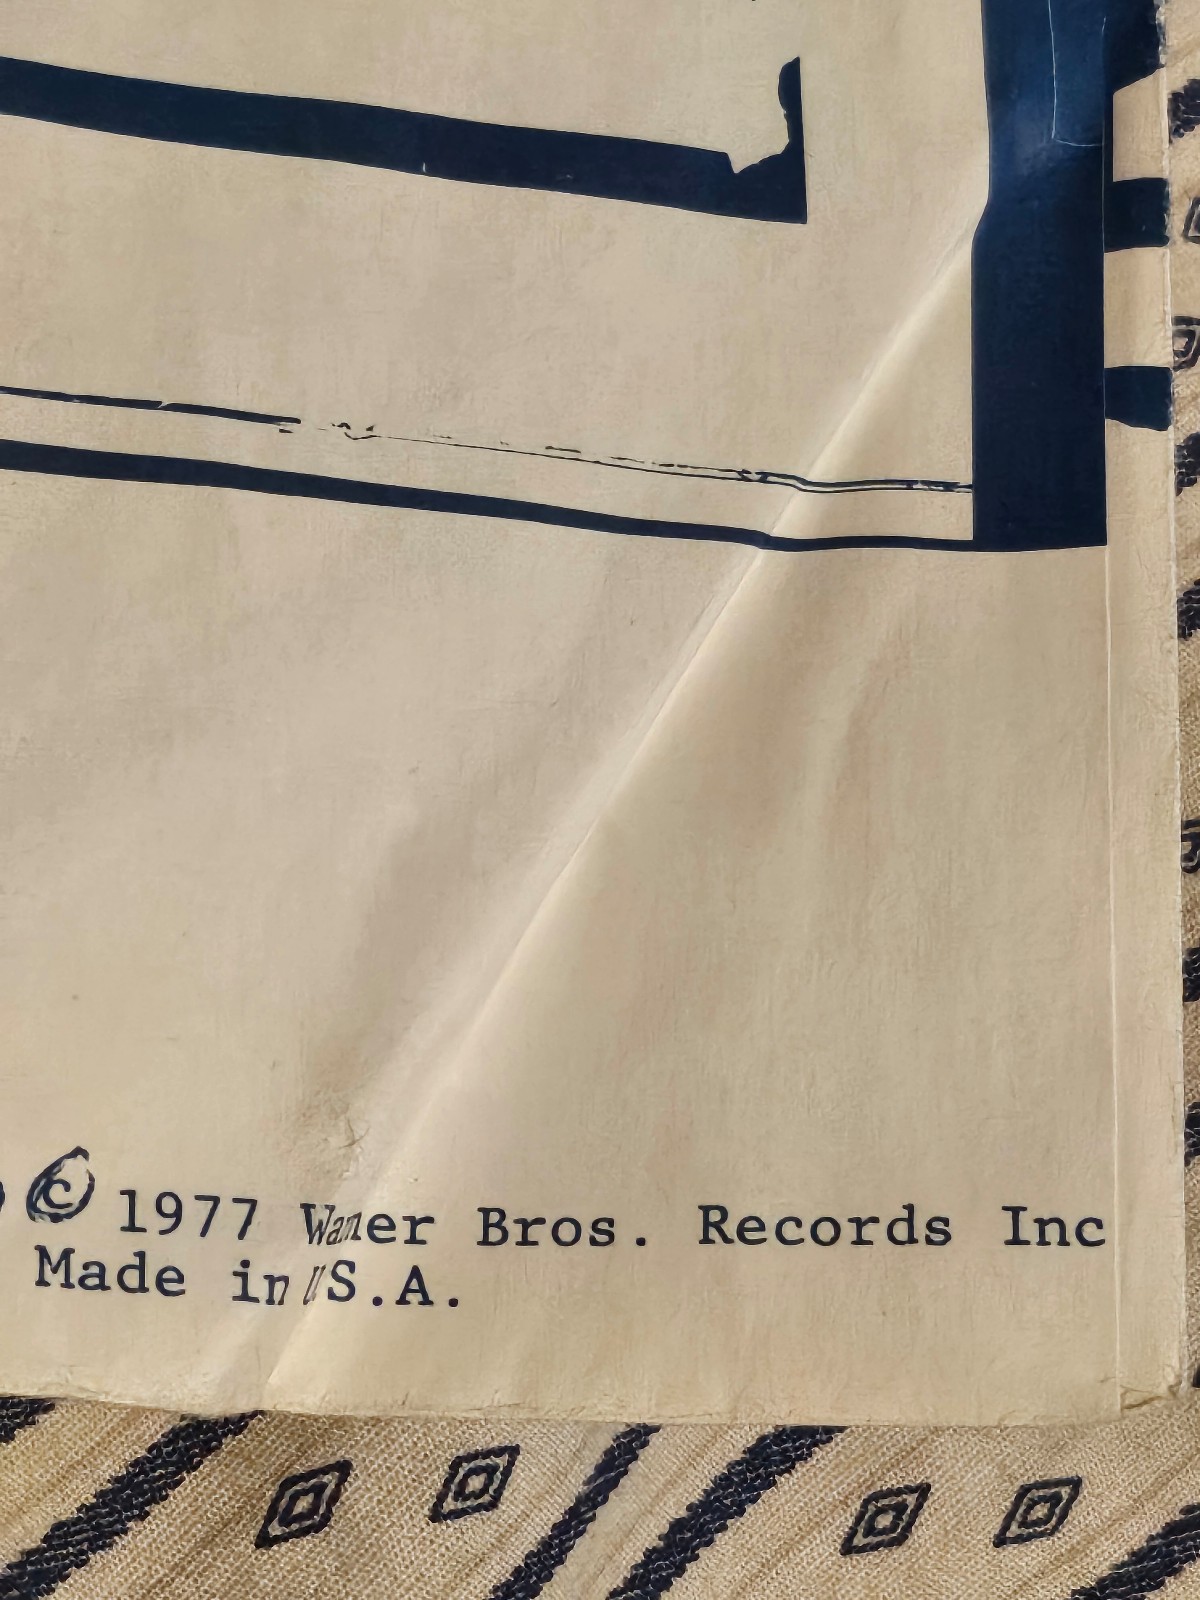 © 1977 Warner Bros. Records Inc
Made in U.S.A.